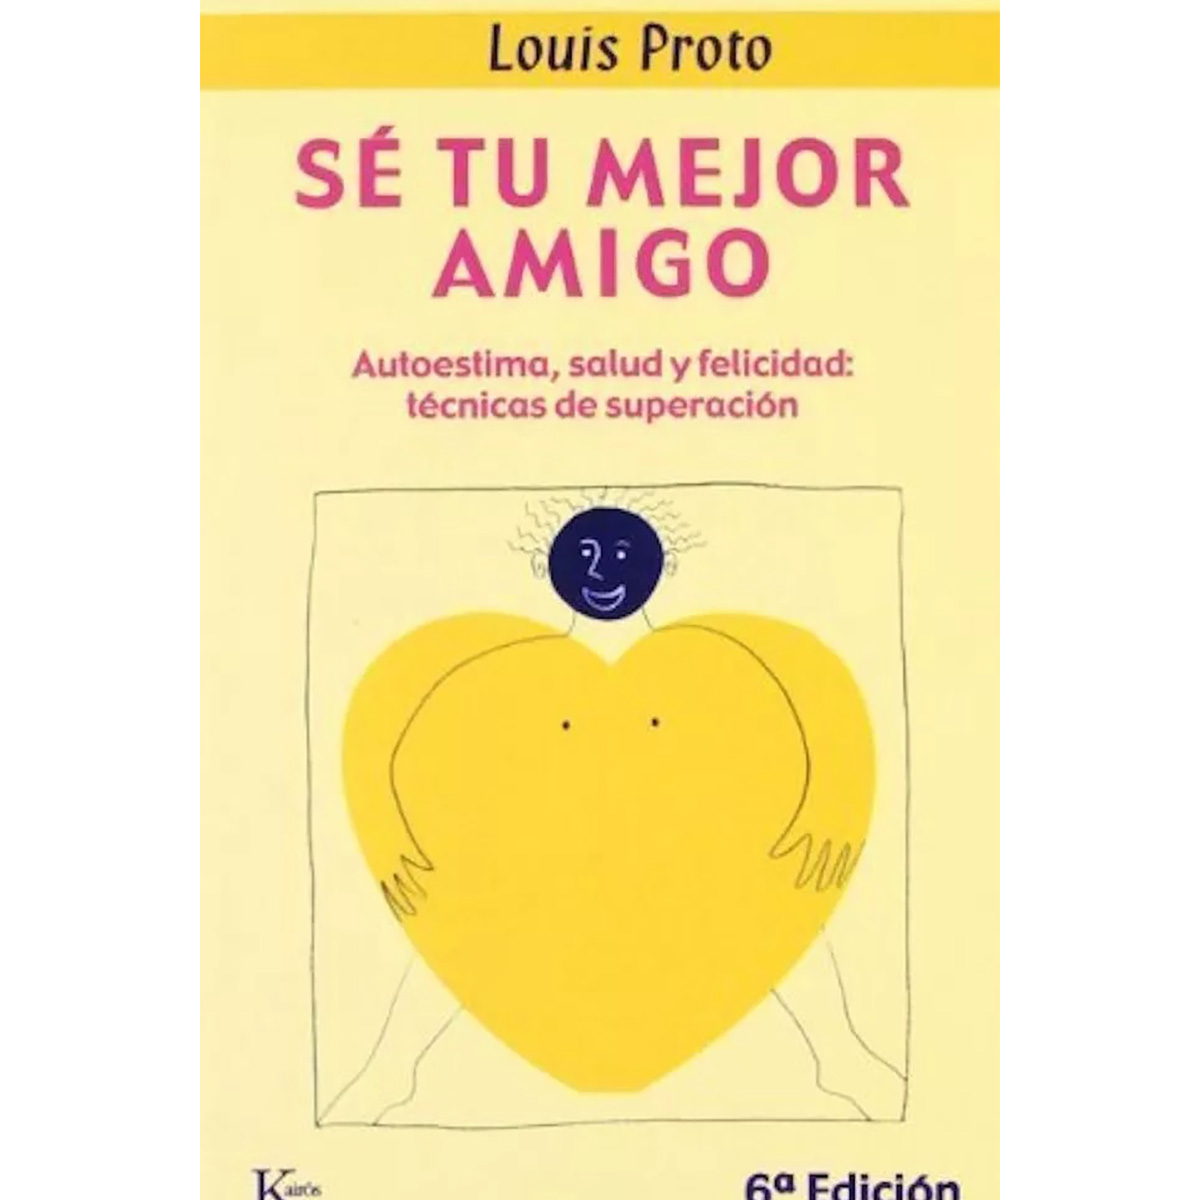 Louis Proto
SÉ TU MEJOR
AMIGO
Autoestima, salud y felicidad:
técnicas de superación
Kairós
6ª Edición